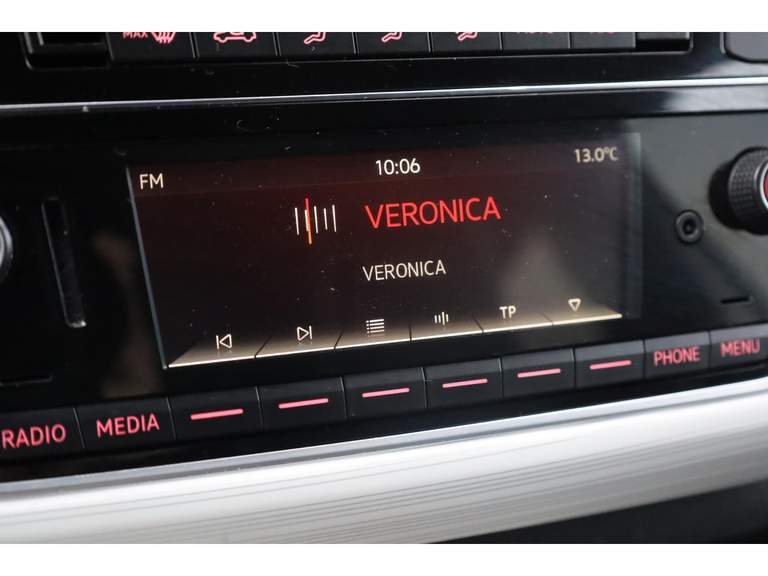 MAX
FM 10:06 13.0°C
VERONICA
VERONICA
TP
RADIO MEDIA PHONE MENU